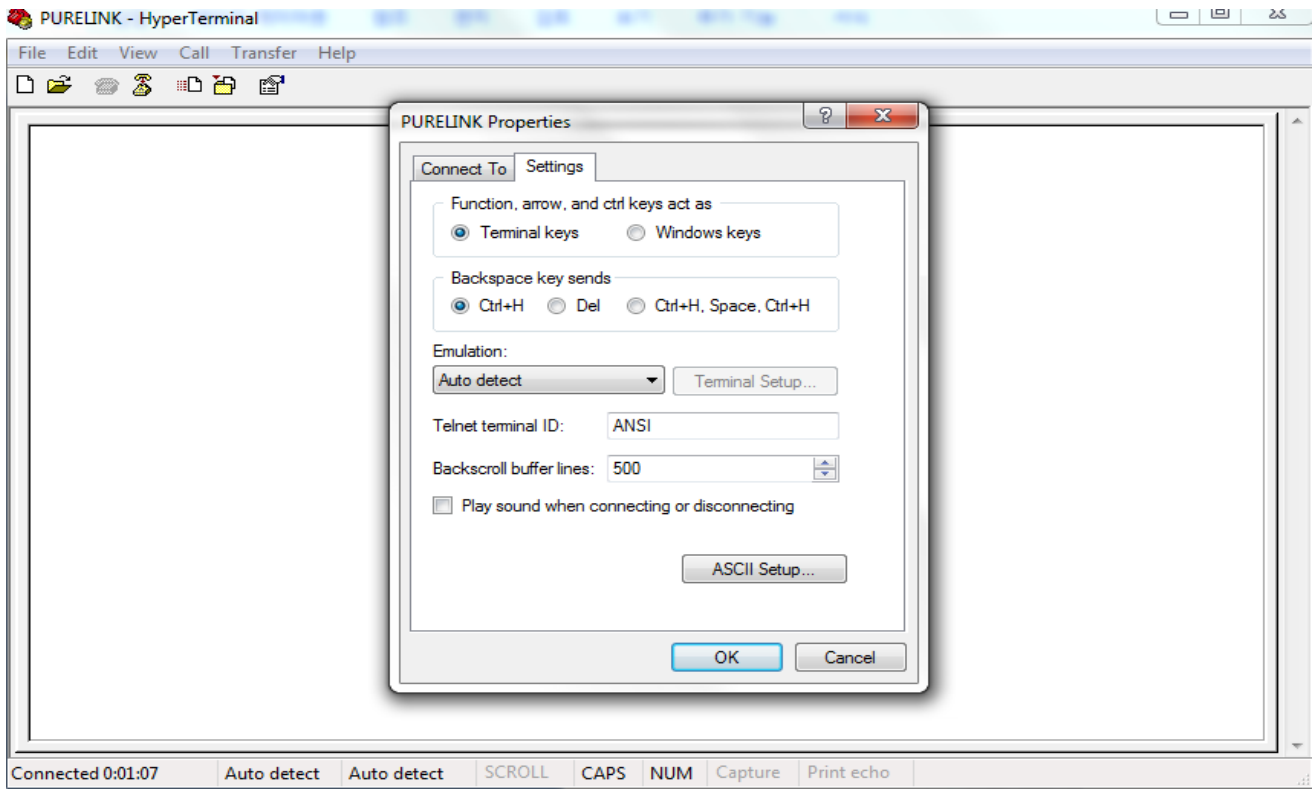 PURELINK - HyperTerminal
File Edit View Call Transfer Help
PURELINK Properties
Connect To Settings
Function, arrow, and ctrl keys act as
Terminal keys Windows keys
Backspace key sends
Ctrl+H Del Ctrl+H, Space, Ctrl+H
Emulation:
Auto detect Terminal Setup...
Telnet terminal ID: ANSI
Backscroll buffer lines: 500
Play sound when connecting or disconnecting
ASCII Setup...
OK Cancel
Connected 0:01:07 Auto detect Auto detect SCROLL CAPS NUM Capture Print echo